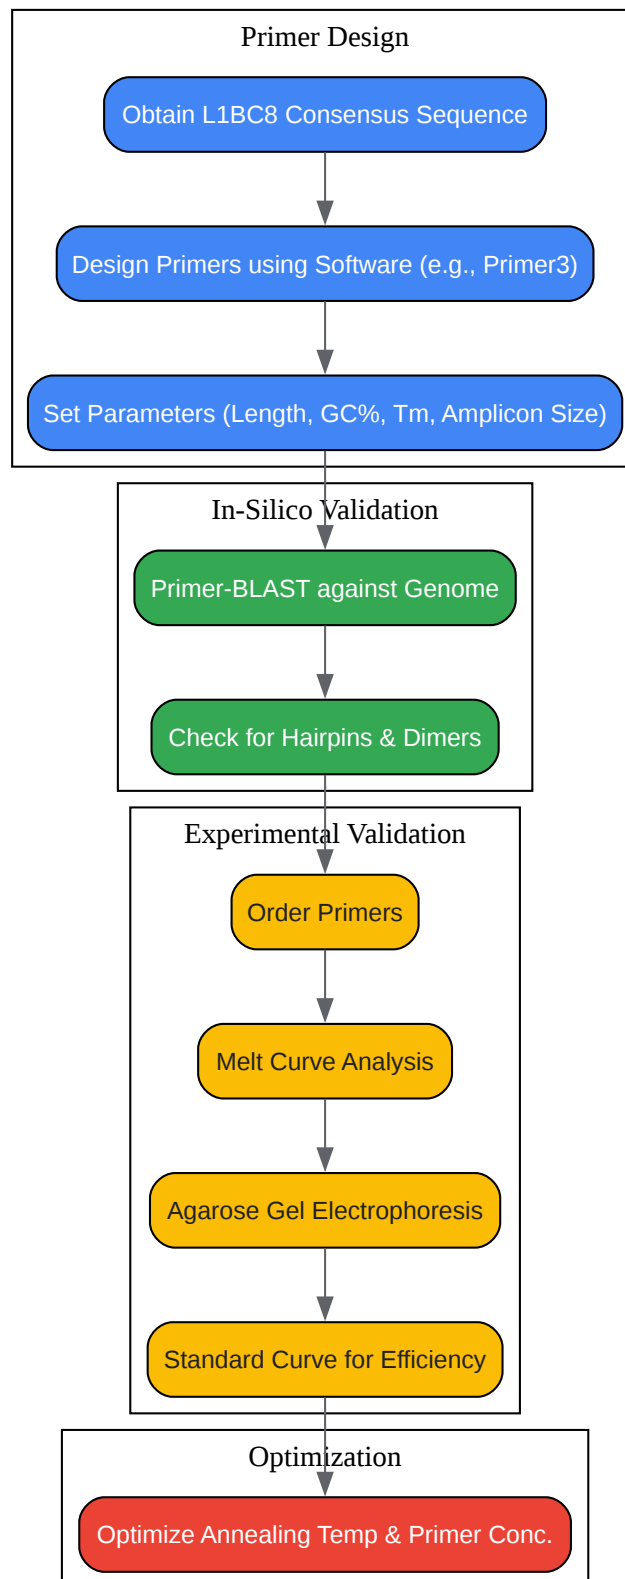 Primer Design
Obtain L1BC8 Consensus Sequence
Design Primers using Software (e.g., Primer3)
Set Parameters (Length, GC%, Tm, Amplicon Size)
In-Silico Validation
Primer-BLAST against Genome
Check for Hairpins & Dimers
Experimental Validation
Order Primers
Melt Curve Analysis
Agarose Gel Electrophoresis
Standard Curve for Efficiency
Optimization
Optimize Annealing Temp & Primer Conc.